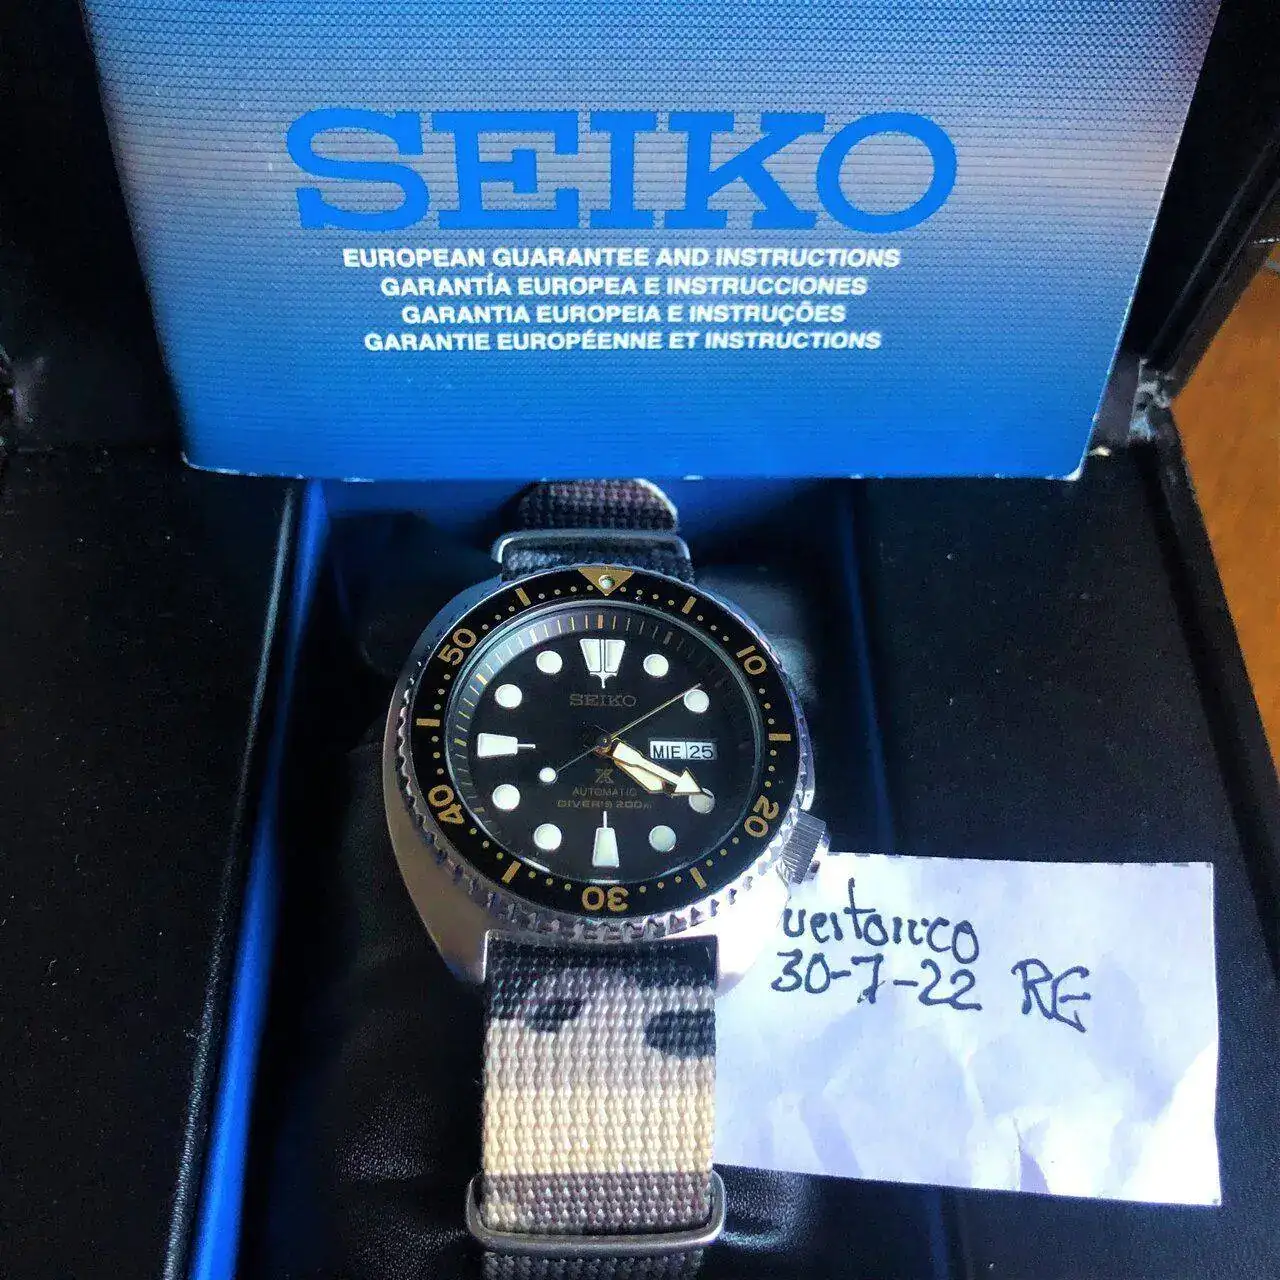 SEIKO
EUROPEAN GUARANTEE AND INSTRUCTIONS
GARANTÍA EUROPEA E INSTRUCCIONES
GARANTIA EUROPEIA E INSTRUÇÕES
GARANTIE EUROPÉENNE ET INSTRUCTIONS
10
20
30
40
50
SEIKO
MIE 25
AUTOMATIC
DIVER'S 200m
30-7-22 RG